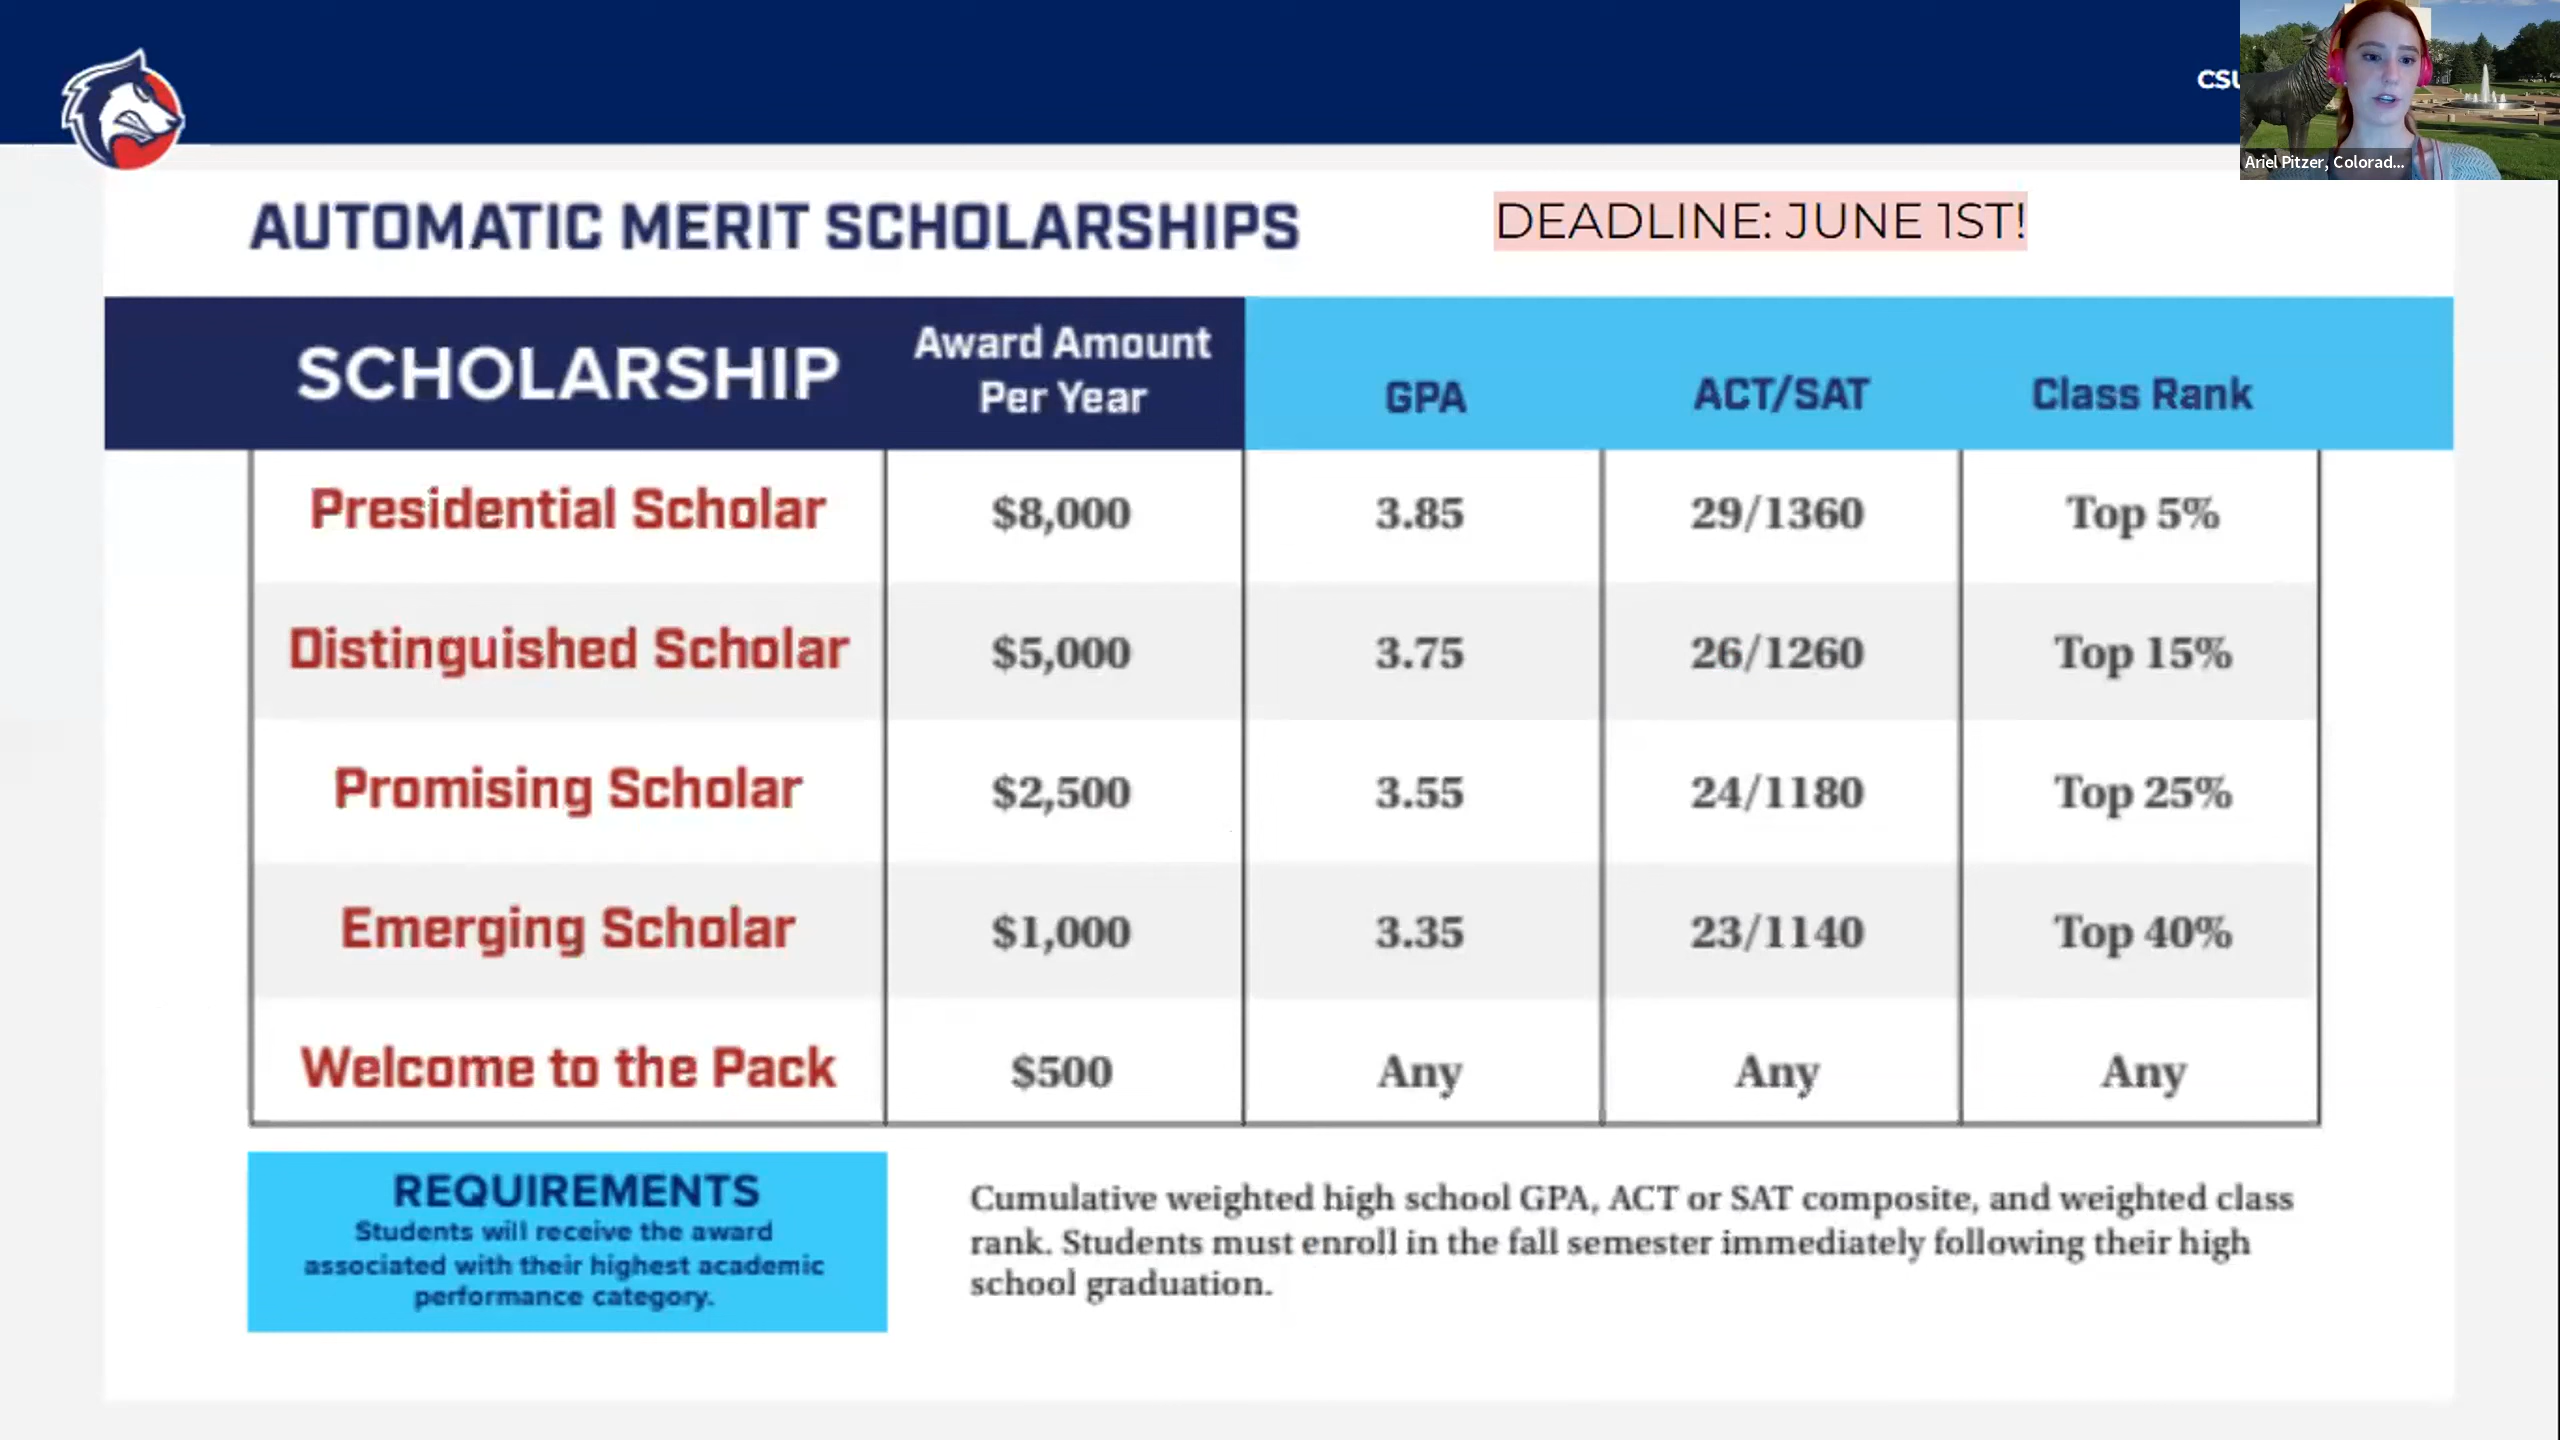 CSU
Ariel Pitzer, Colorad...
AUTOMATIC MERIT SCHOLARSHIPS
DEADLINE: JUNE 1ST!
SCHOLARSHIP
Award Amount
Per Year
GPA
ACT/SAT
Class Rank
Presidential Scholar
$8,000
3.85
29/1360
Top 5%
Distinguished Scholar
$5,000
3.75
26/1260
Top 15%
Promising Scholar
$2,500
3.55
24/1180
Top 25%
Emerging Scholar
$1,000
3.35
23/1140
Top 40%
Welcome to the Pack
$500
Any
Any
Any
REQUIREMENTS
Students will receive the award
associated with their highest academic
performance category.
Cumulative weighted high school GPA, ACT or SAT composite, and weighted class
rank. Students must enroll in the fall semester immediately following their high
school graduation.